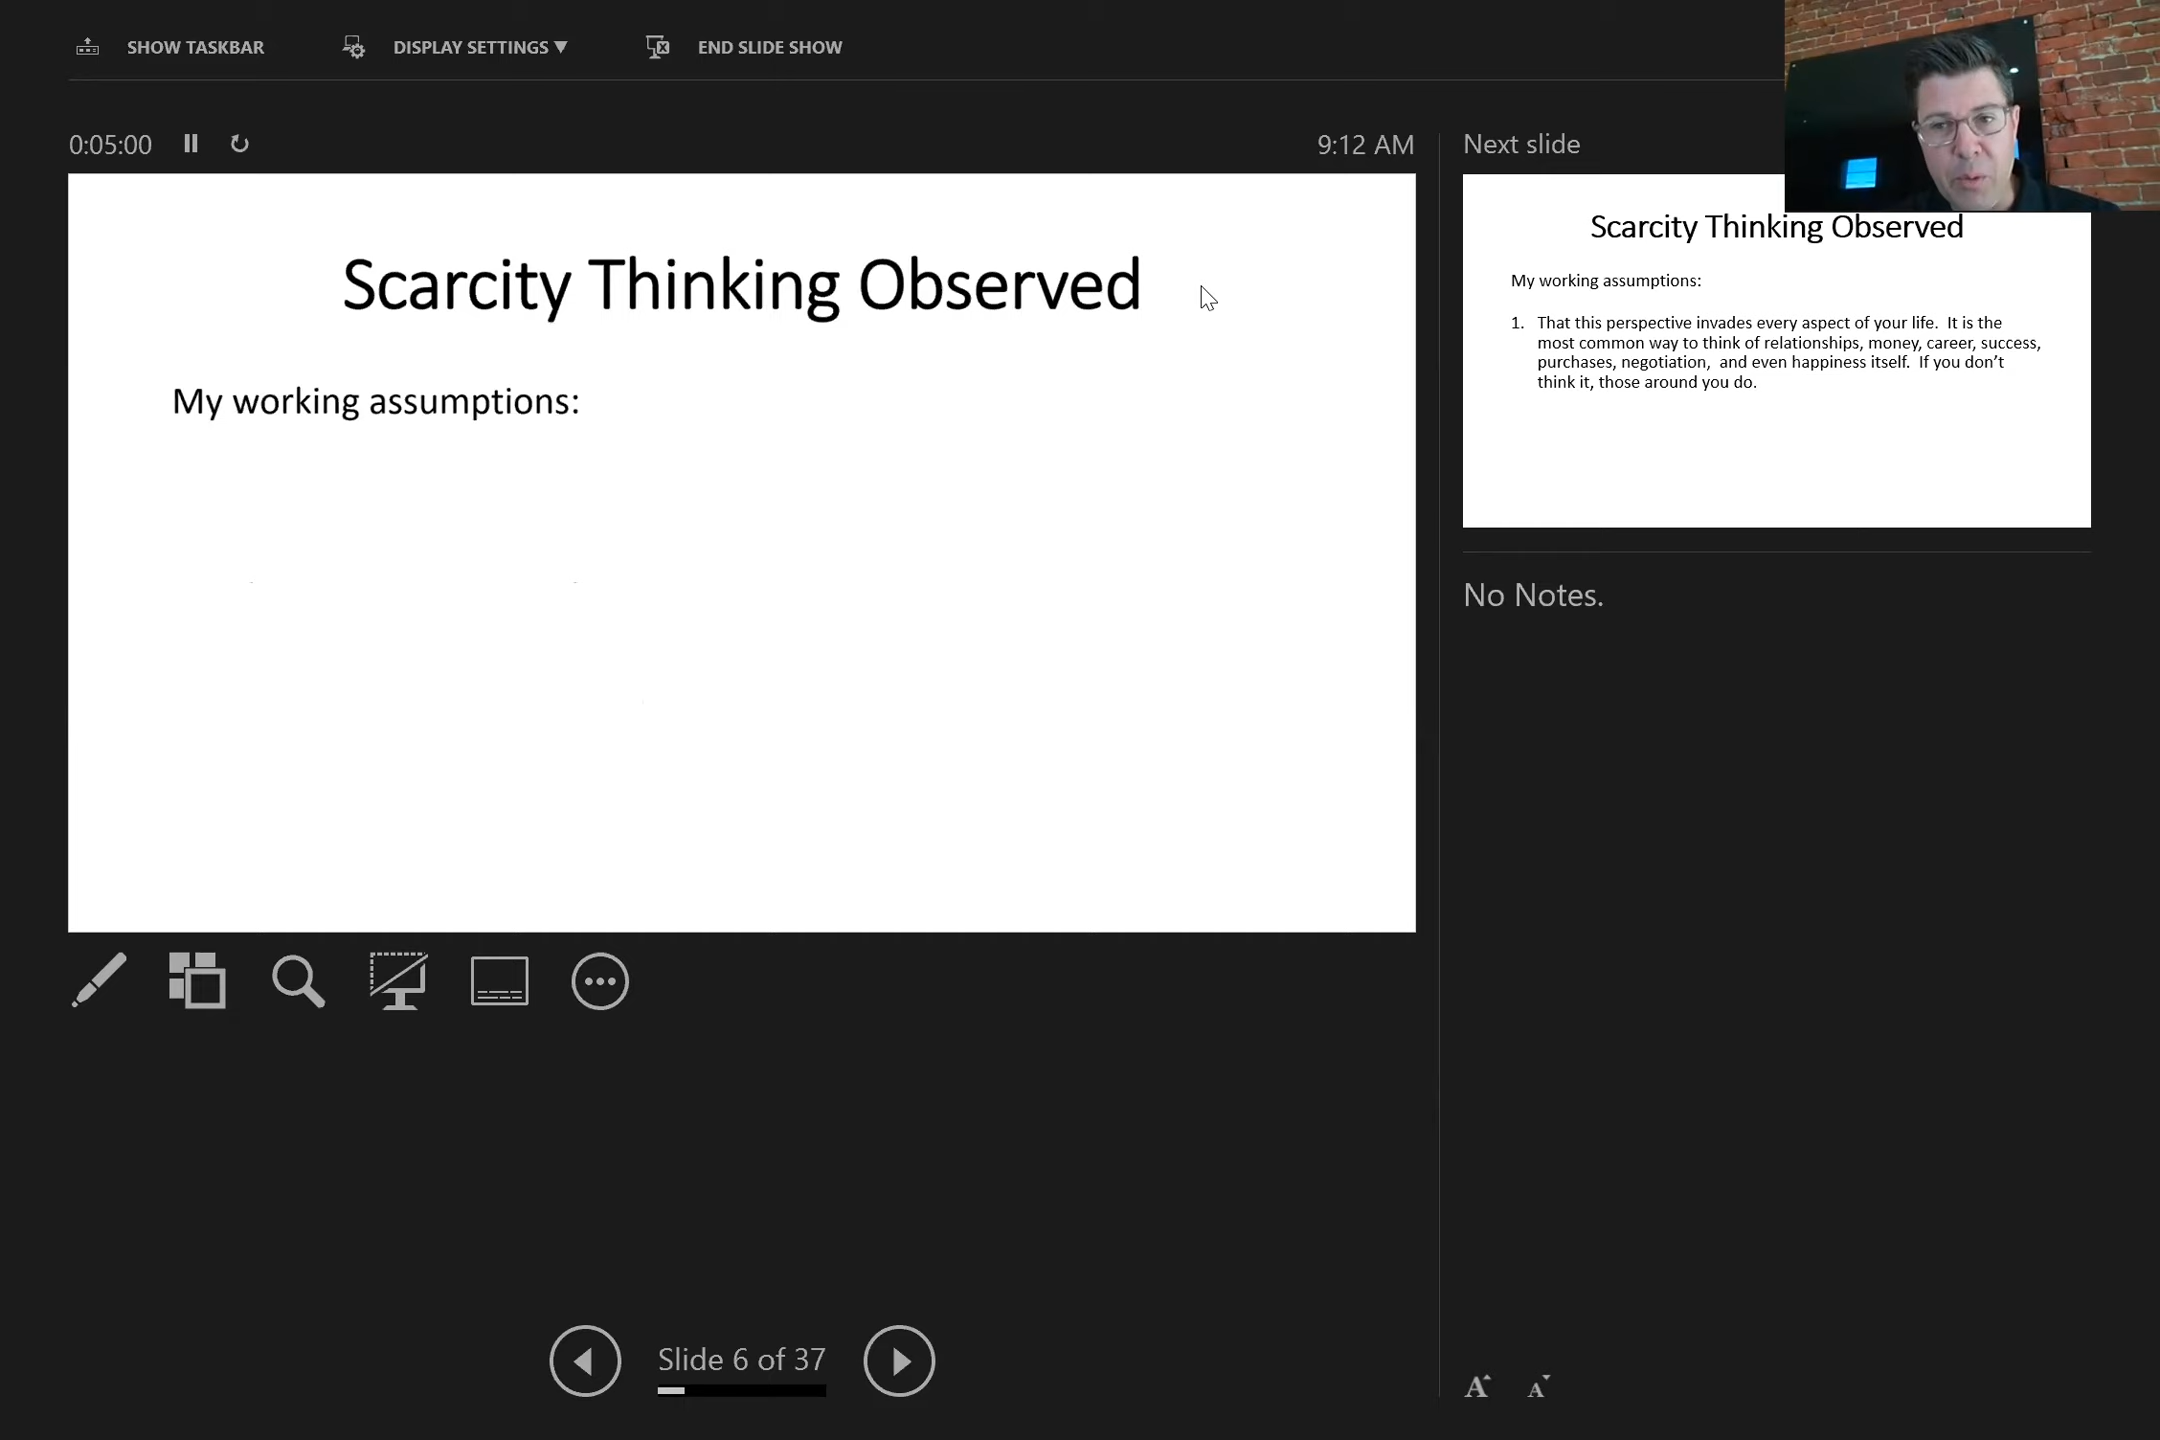 SHOW TASKBAR
DISPLAY SETTINGS ▼
END SLIDE SHOW
0:05:00
9:12 AM
Scarcity Thinking Observed
My working assumptions:
Next slide
Scarcity Thinking Observed
My working assumptions:
1. That this perspective invades every aspect of your life. It is the
most common way to think of relationships, money, career, success,
purchases, negotiation, and even happiness itself. If you don't
think it, those around you do.
No Notes.
Slide 6 of 37
A A